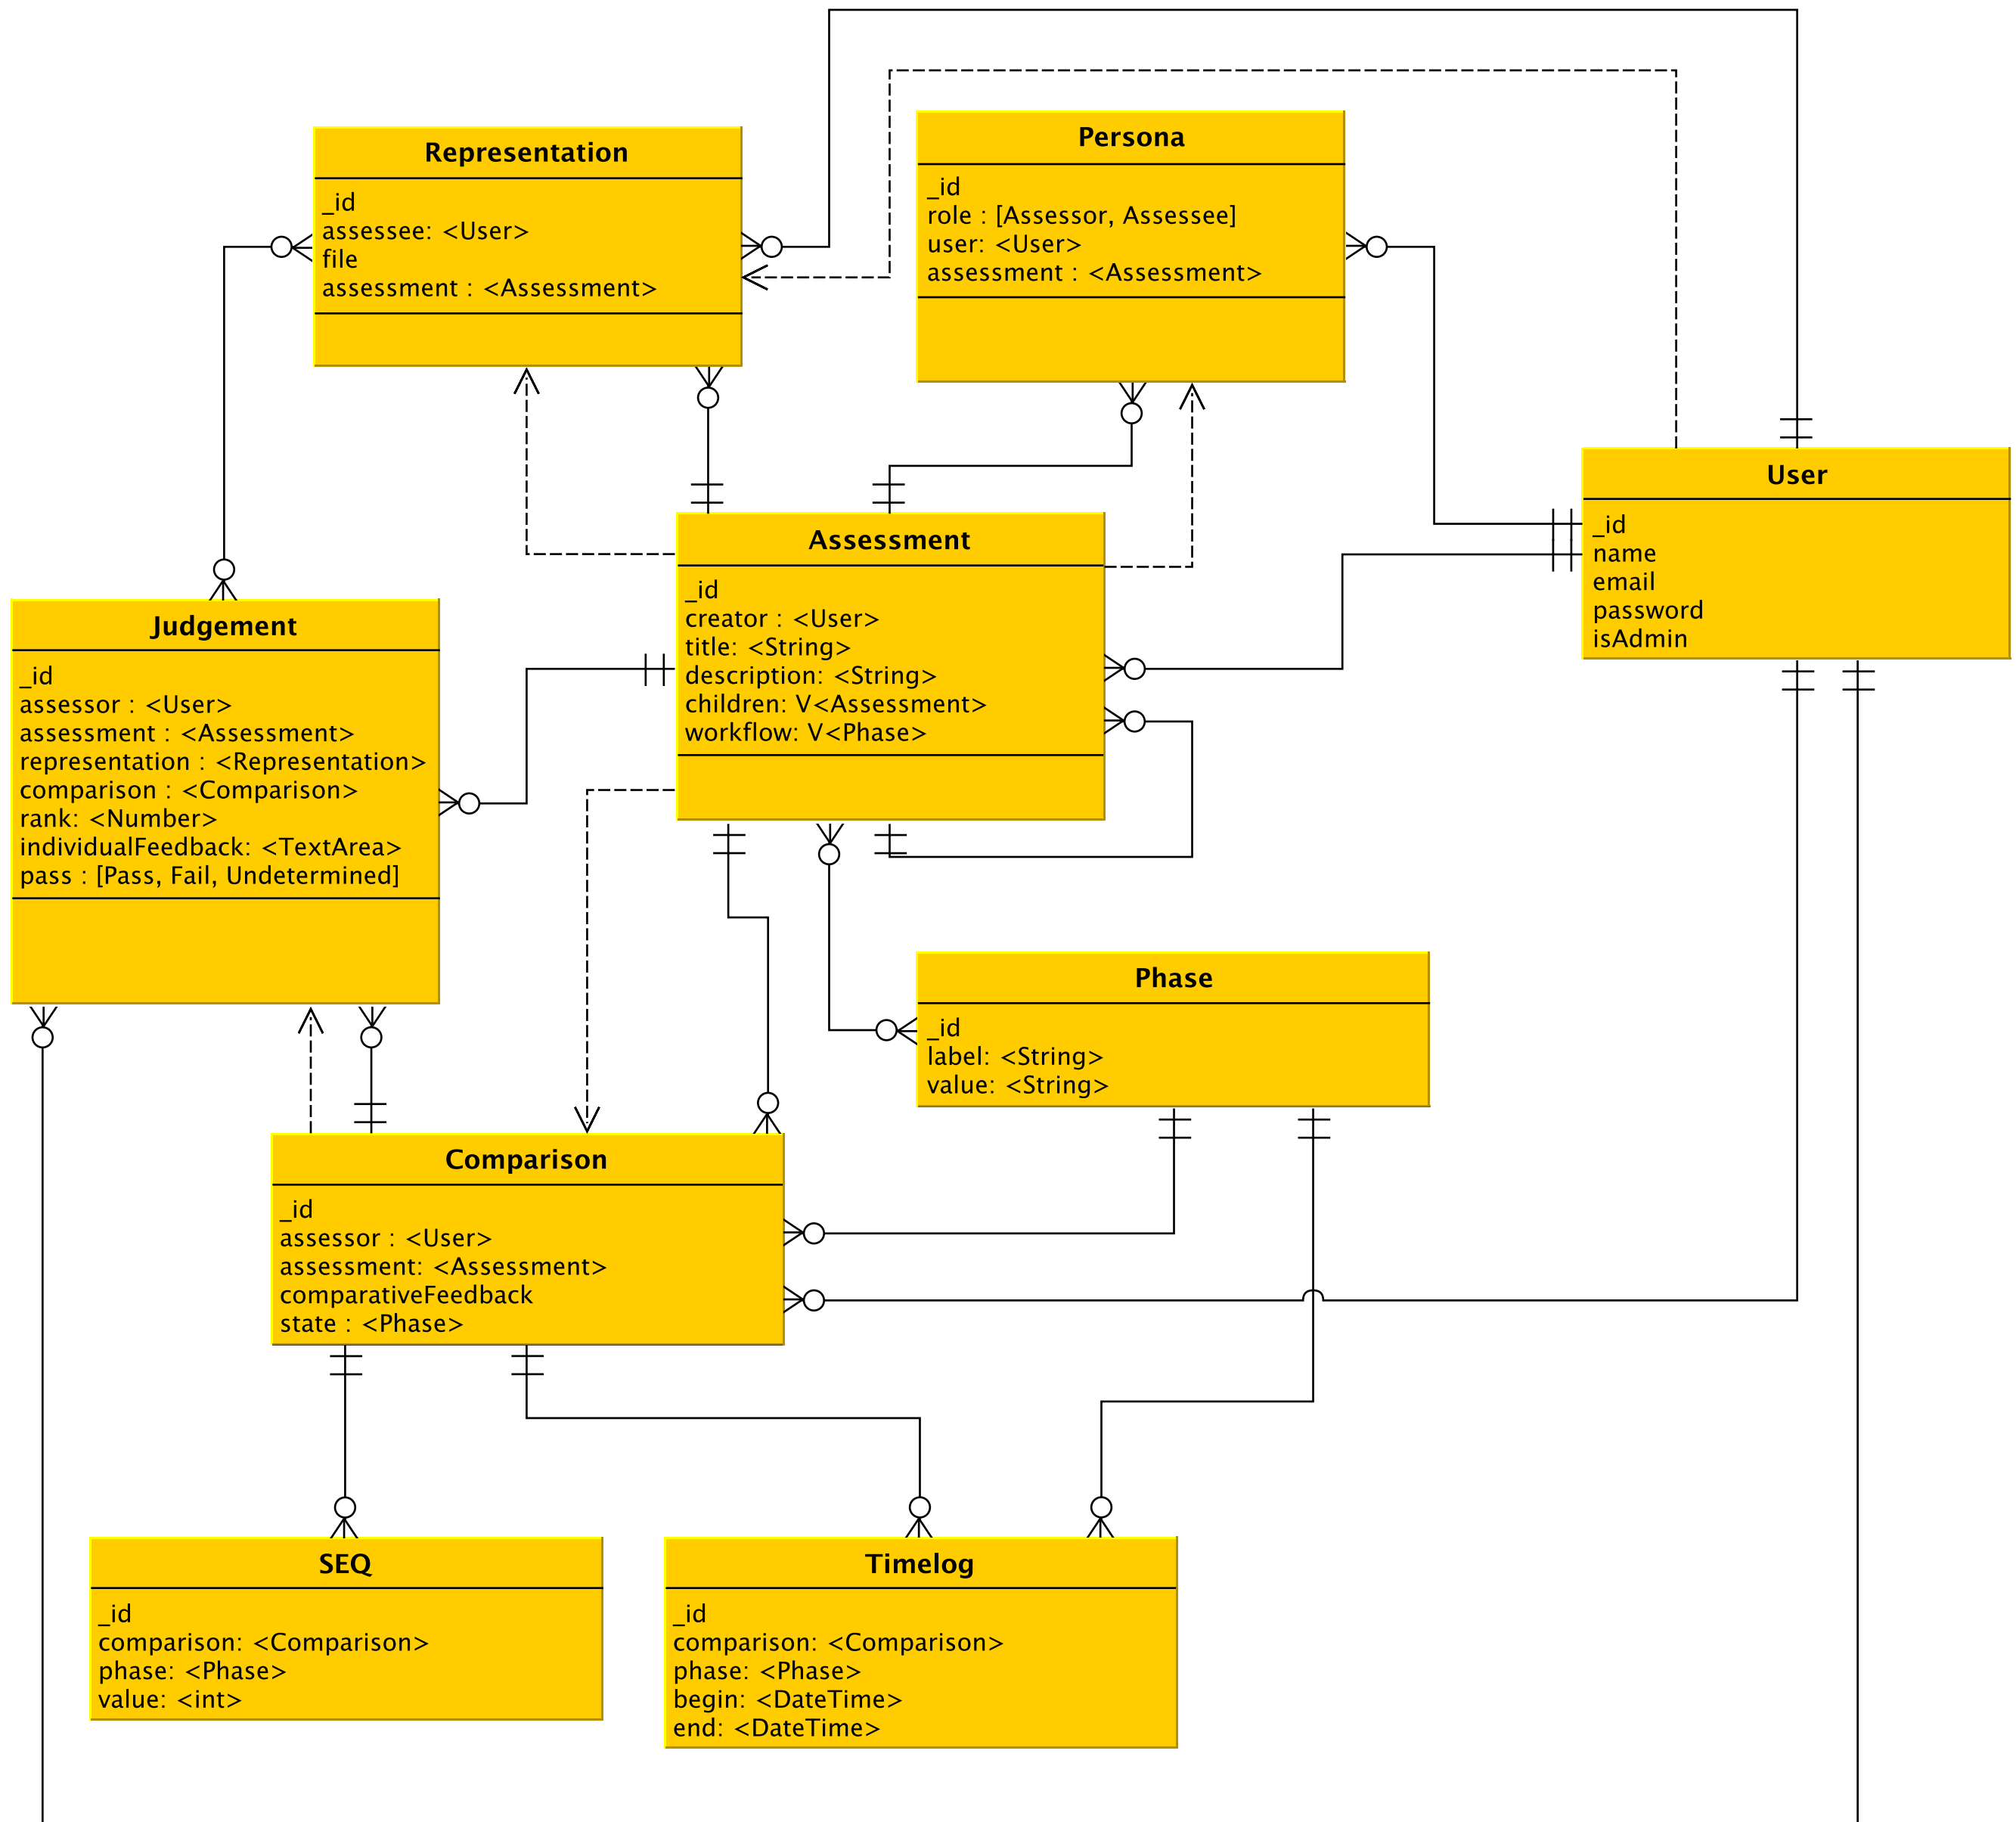 Representation
_id
assessee: <User>
file
assessment : <Assessment>
Persona
_id
role : [Assessor, Assessee]
user: <User>
assessment : <Assessment>
User
_id
name
email
password
isAdmin
Assessment
_id
creator : <User>
title: <String>
description: <String>
children: V<Assessment>
workflow: V<Phase>
Judgement
_id
assessor : <User>
assessment : <Assessment>
representation : <Representation>
comparison : <Comparison>
rank: <Number>
individualFeedback: <TextArea>
pass : [Pass, Fail, Undetermined]
Phase
_id
label: <String>
value: <String>
Comparison
_id
assessor : <User>
assessment: <Assessment>
comparativeFeedback
state : <Phase>
SEQ
_id
comparison: <Comparison>
phase: <Phase>
value: <int>
Timelog
_id
comparison: <Comparison>
phase: <Phase>
begin: <DateTime>
end: <DateTime>